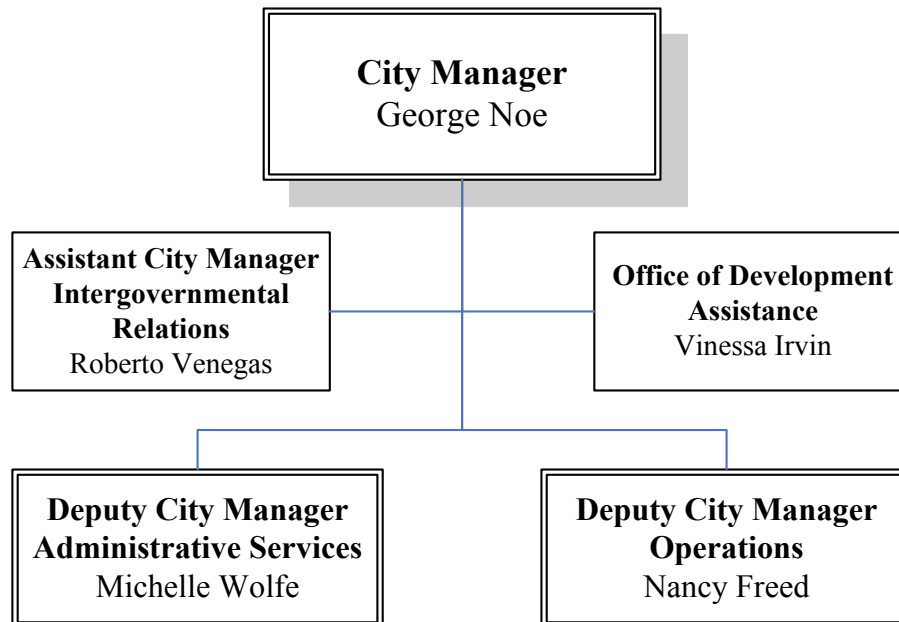 City Manager
George Noe
Assistant City Manager
Intergovernmental
Relations
Roberto Venegas
Office of Development
Assistance
Vinessa Irvin
Deputy City Manager
Administrative Services
Michelle Wolfe
Deputy City Manager
Operations
Nancy Freed